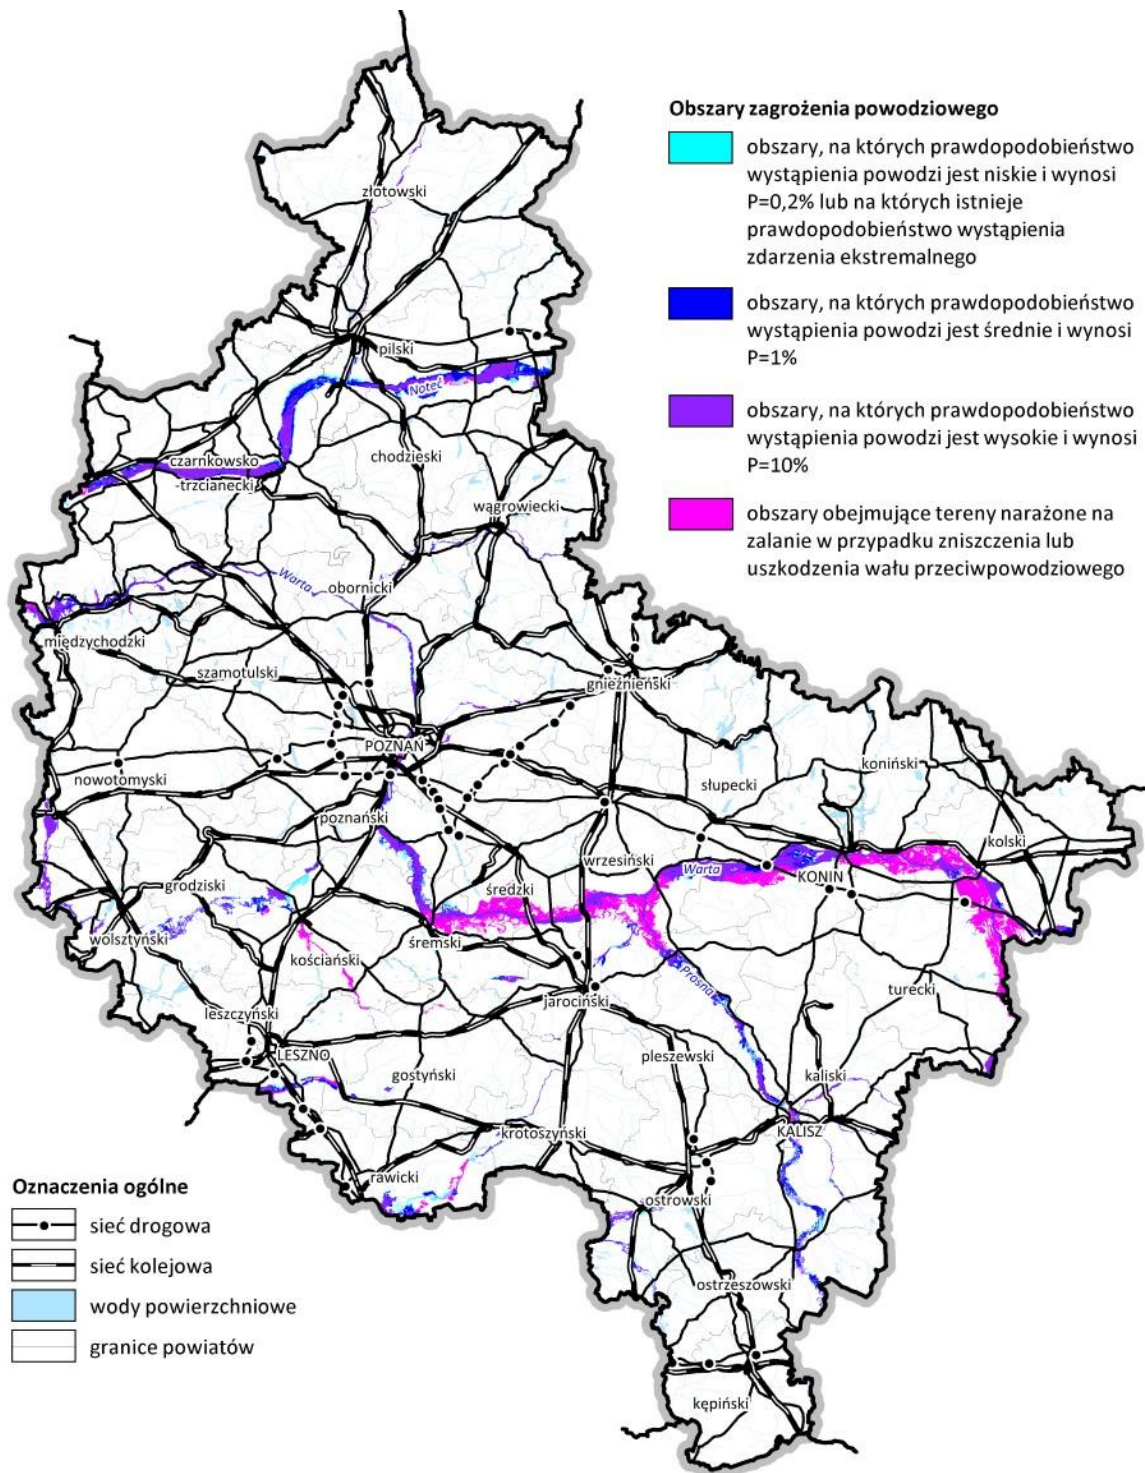 Obszary zagrożenia powodziowego
obszary, na których prawdopodobieństwo
wystąpienia powodzi jest niskie i wynosi
P=0,2% lub na których istnieje
prawdopodobieństwo wystąpienia
zdarzenia ekstremalnego
obszary, na których prawdopodobieństwo
wystąpienia powodzi jest średnie i wynosi
P=1%
obszary, na których prawdopodobieństwo
wystąpienia powodzi jest wysokie i wynosi
P=10%
obszary obejmujące tereny narażone na
zalanie w przypadku zniszczenia lub
uszkodzenia wału przeciwpowodziowego
złotowski
pilski
Noteć
czarnkowsko
-trzcianecki
chodzieski
wągrowiecki
Warta
obornicki
międzychodzki
szamotulski
gnieźnieński
POZNAŃ
nowotomyski
słupecki
koniński
poznański
wrzesiński
Warta
KONIN
kolski
grodziski
średzki
wolsztyński
kościański
śremski
Prosna
turecki
leszczyński
jarociński
LESZNO
gostyński
pleszewski
kaliski
krotoszyński
KALISZ
rawicki
ostrowski
ostrzeszowski
kępiński
Oznaczenia ogólne
sieć drogowa
sieć kolejowa
wody powierzchniowe
granice powiatów